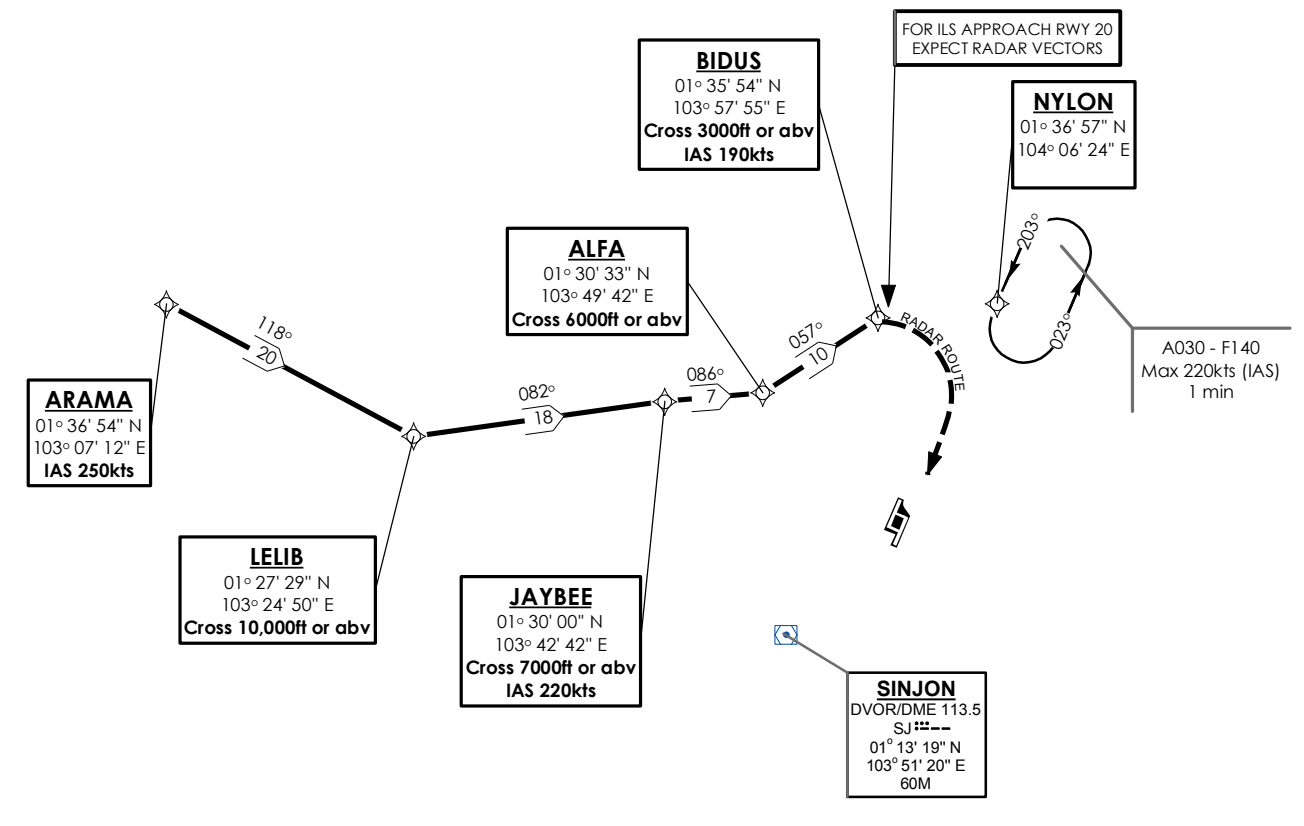 FOR ILS APPROACH RWY 20
EXPECT RADAR VECTORS
BIDUS
01° 35' 54" N
103° 57' 55" E
Cross 3000ft or abv
IAS 190kts
NYLON
01° 36' 57" N
104° 06' 24" E
ALFA
01° 30' 33" N
103° 49' 42" E
Cross 6000ft or abv
203°
023°
RADAR ROUTE
118°
20
057°
10
086°
7
082°
18
A030 - F140
Max 220kts (IAS)
1 min
ARAMA
01° 36' 54" N
103° 07' 12" E
IAS 250kts
LELIB
01° 27' 29" N
103° 24' 50" E
Cross 10,000ft or abv
JAYBEE
01° 30' 00" N
103° 42' 42" E
Cross 7000ft or abv
IAS 220kts
SINJON
DVOR/DME 113.5
SJ
01° 13' 19" N
103° 51' 20" E
60M